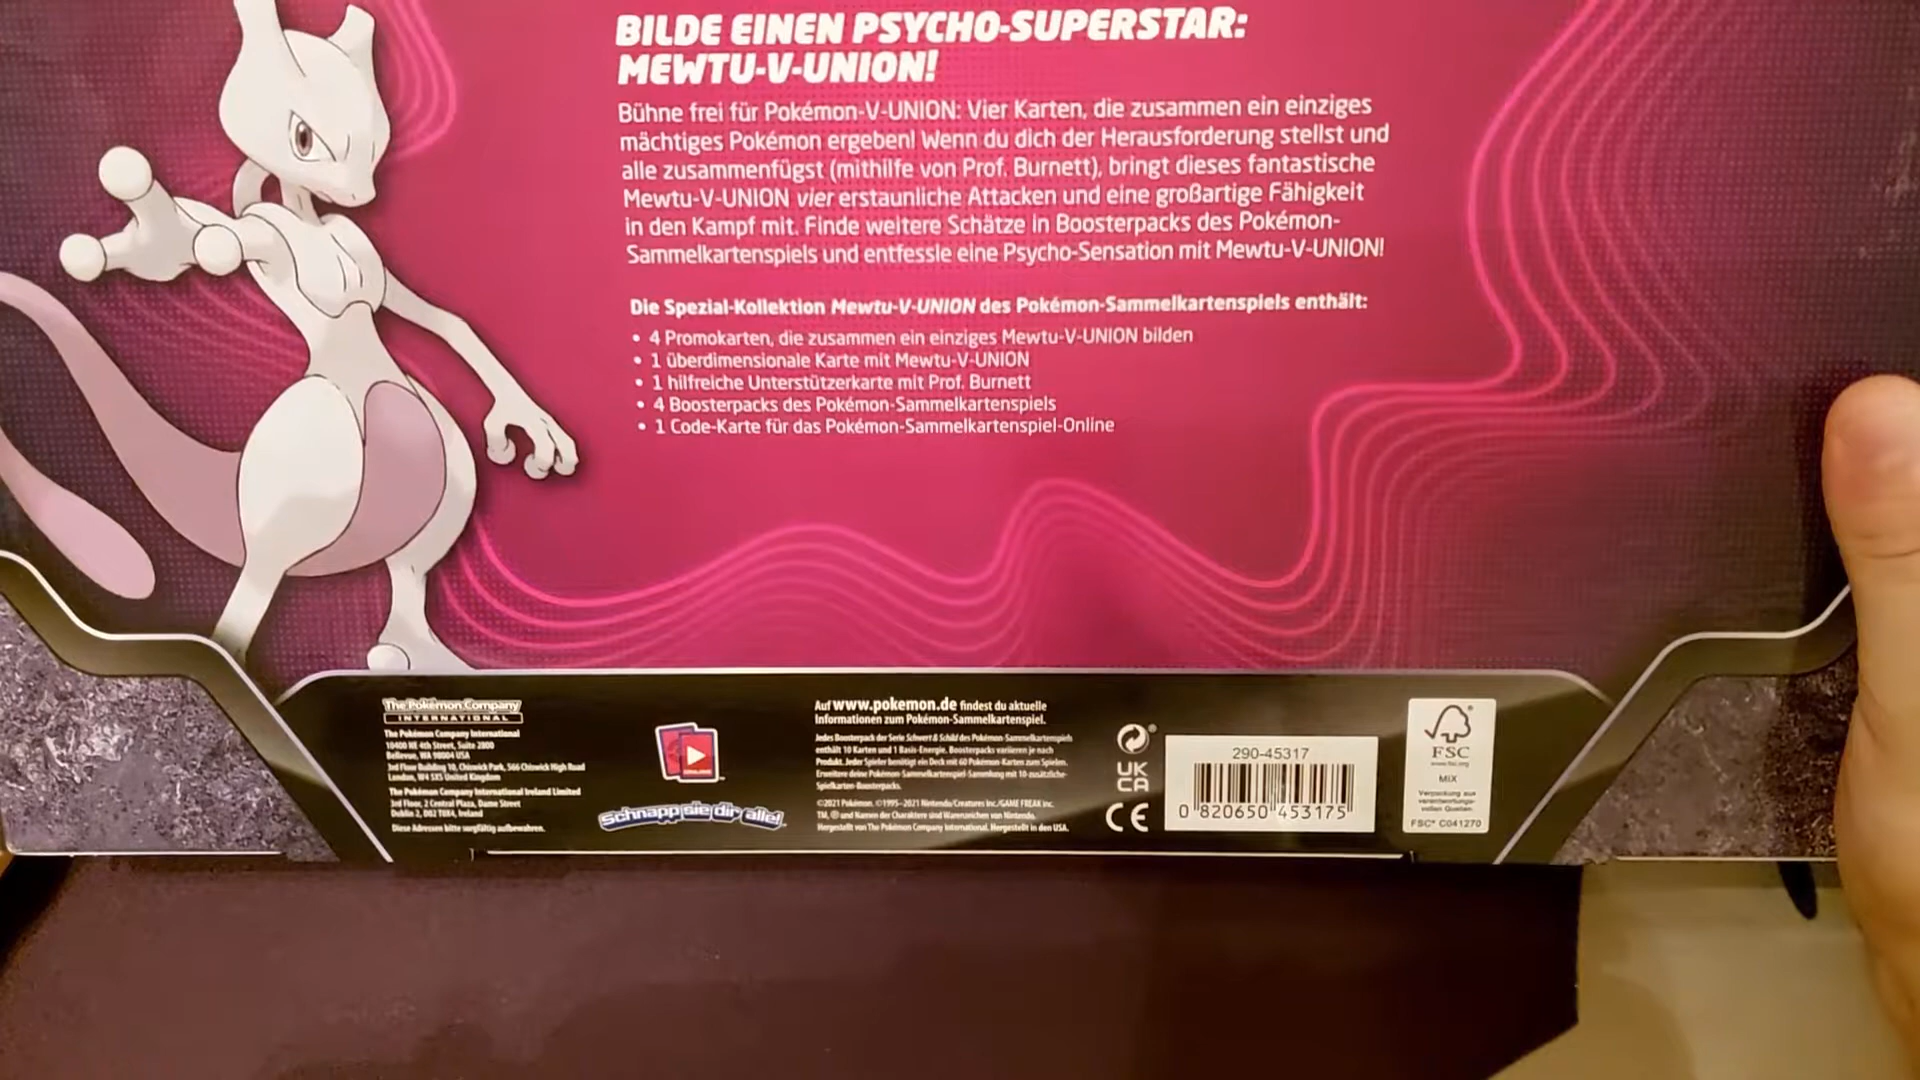 BILDE EINEN PSYCHO-SUPERSTAR:
MEWTU-V-UNION!
Bühne frei für Pokémon-V-UNION: Vier Karten, die zusammen ein einziges
mächtiges Pokémon ergeben! Wenn du dich der Herausforderung stellst und
alle zusammenfügst (mithilfe von Prof. Burnett), bringt dieses fantastische
Mewtu-V-UNION vier erstaunliche Attacken und eine großartige Fähigkeit
in den Kampf mit. Finde weitere Schätze in Boosterpacks des Pokémon-
Sammelkartenspiels und entfessle eine Psycho-Sensation mit Mewtu-V-UNION!
Die Spezial-Kollektion Mewtu-V-UNION des Pokémon-Sammelkartenspiels enthält:
• 4 Promokarten, die zusammen ein einziges Mewtu-V-UNION bilden
• 1 überdimensionale Karte mit Mewtu-V-UNION
• 1 hilfreiche Unterstützerkarte mit Prof. Burnett
• 4 Boosterpacks des Pokémon-Sammelkartenspiels
• 1 Code-Karte für das Pokémon-Sammelkartenspiel-Online
The Pokémon Company
INTERNATIONAL
The Pokémon Company International
10400 NE 4th Street, Suite 2800
Bellevue, WA 98004 USA
3rd Floor Building 10, Chiswick Park, 566 Chiswick High Road
London, W4 5XS United Kingdom
The Pokémon Company International Ireland Limited
3rd Floor, 2 Central Plaza, Dame Street
Dublin 2, D02 T0X4, Ireland
Diese Adressen bitte sorgfältig aufbewahren.
Schnapp sie dir alle!
Auf www.pokemon.de findest du aktuelle
Informationen zum Pokémon-Sammelkartenspiel.
Jedes Boosterpack der Serie Schwert & Schild des Pokémon-Sammelkartenspiels
enthält 10 Karten und 1 Basis-Energie. Boosterpacks variieren je nach
Produkt. Jeder Spieler benötigt ein Deck mit 60 Pokémon-Karten zum Spielen.
Erweitere deine Pokémon-Sammelkartenspiel-Sammlung mit 10-zusätzliche-
Spielkarten-Boosterpacks.
©2021 Pokémon. ©1995–2021 Nintendo/Creatures Inc./GAME FREAK inc.
TM, ® und Namen der Charaktere sind Warenzeichen von Nintendo.
Hergestellt von The Pokémon Company International. Hergestellt in den USA.
UK
CA
CE
290-45317
0 820650 453175
FSC
www.fsc.org
MIX
Verpackung aus
verantwortungs-
vollen Quellen
FSC® C041270